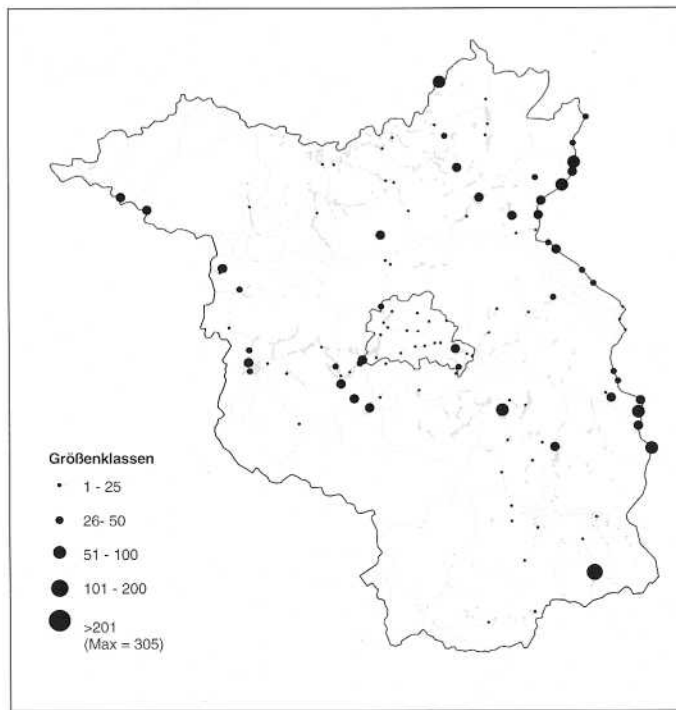 Größenklassen
1 - 25
26- 50
51 - 100
101 - 200
>201
(Max = 305)